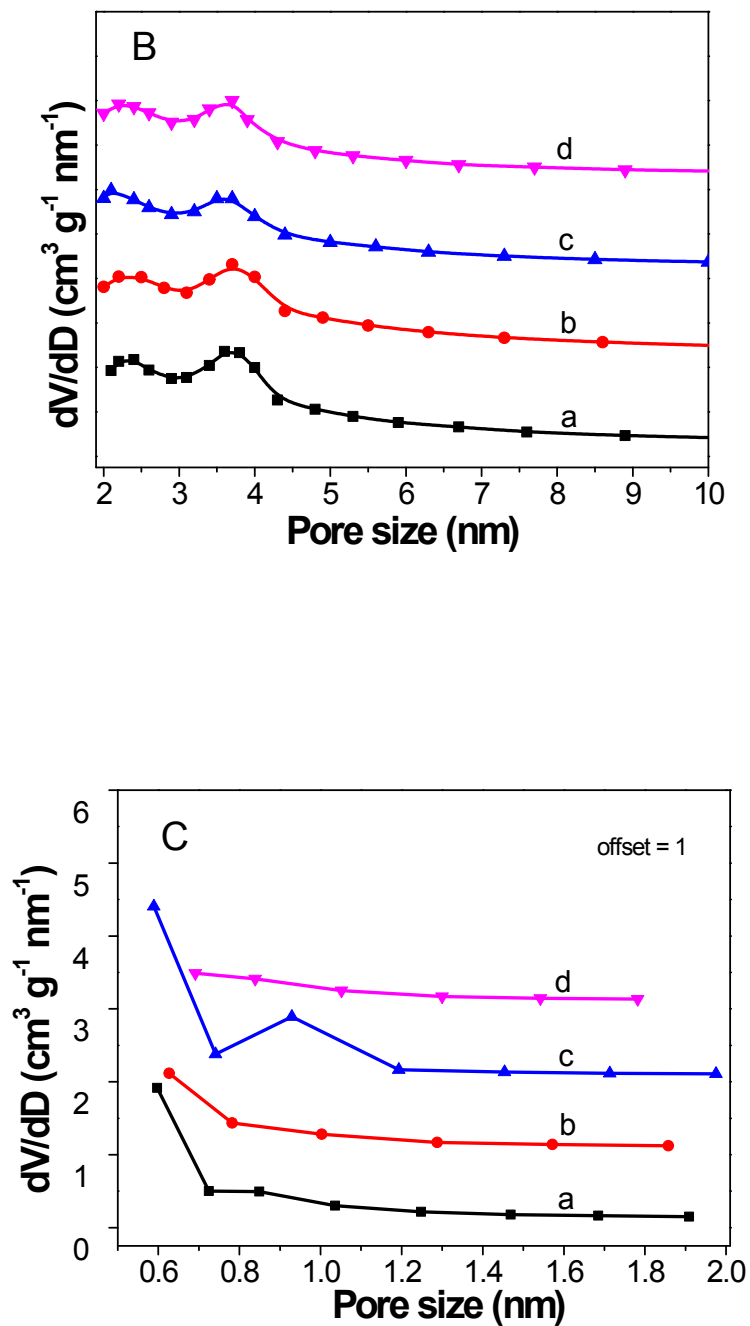 B
dV/dD (cm³ g⁻¹ nm⁻¹)
d
c
b
a
2 3 4 5 6 7 8 9 10
Pore size (nm)
C
offset = 1
dV/dD (cm³ g⁻¹ nm⁻¹)
6
5
4
3
2
1
0
d
c
b
a
0.6 0.8 1.0 1.2 1.4 1.6 1.8 2.0
Pore size (nm)